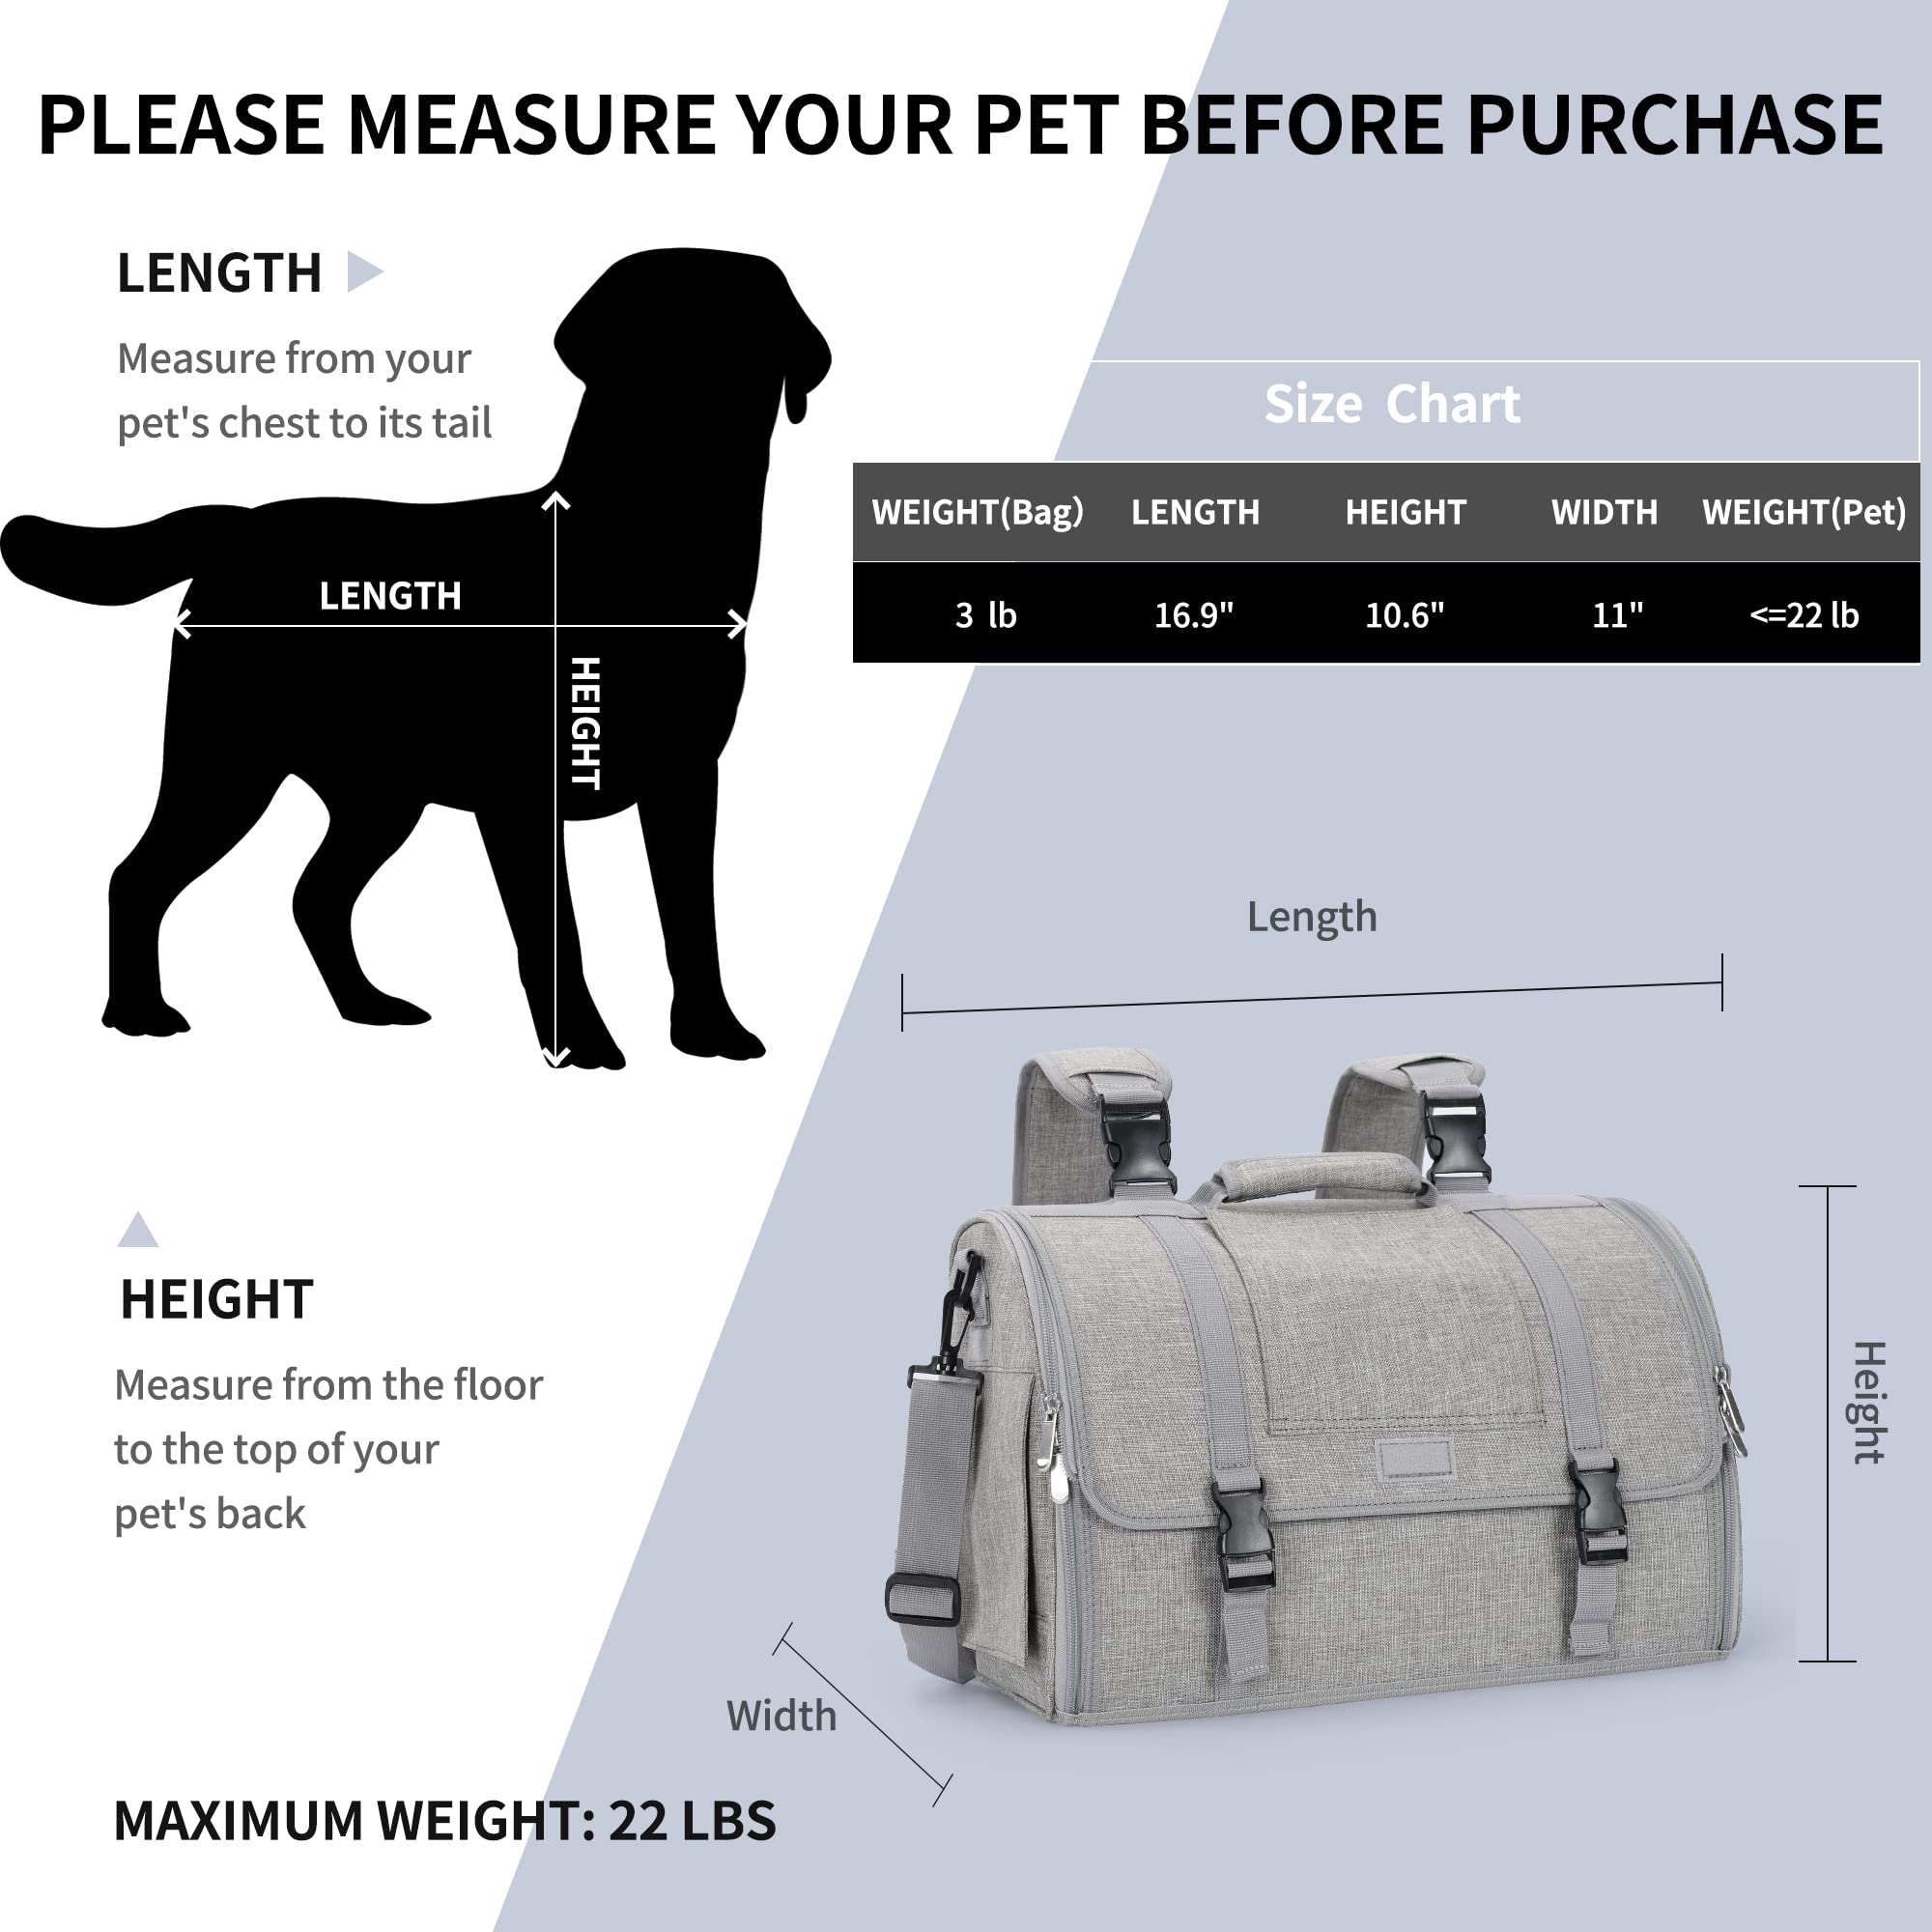 PLEASE MEASURE YOUR PET BEFORE PURCHASE
LENGTH
Measure from your
pet's chest to its tail
LENGTH
HEIGHT
Size Chart
WEIGHT(Bag) LENGTH HEIGHT WIDTH WEIGHT(Pet)
3 lb 16.9" 10.6" 11" <=22 lb
HEIGHT
Measure from the floor
to the top of your
pet's back
Length
Height
Width
MAXIMUM WEIGHT: 22 LBS